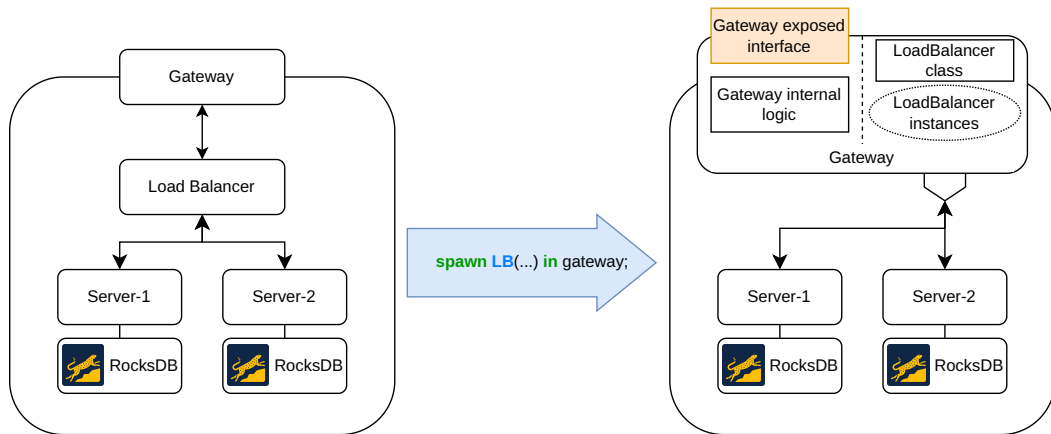 Gateway
Load Balancer
Server-1
Server-2
RocksDB
RocksDB
spawn LB(...) in gateway;
Gateway exposed
interface
LoadBalancer
class
Gateway internal
logic
LoadBalancer
instances
Gateway
Server-1
Server-2
RocksDB
RocksDB